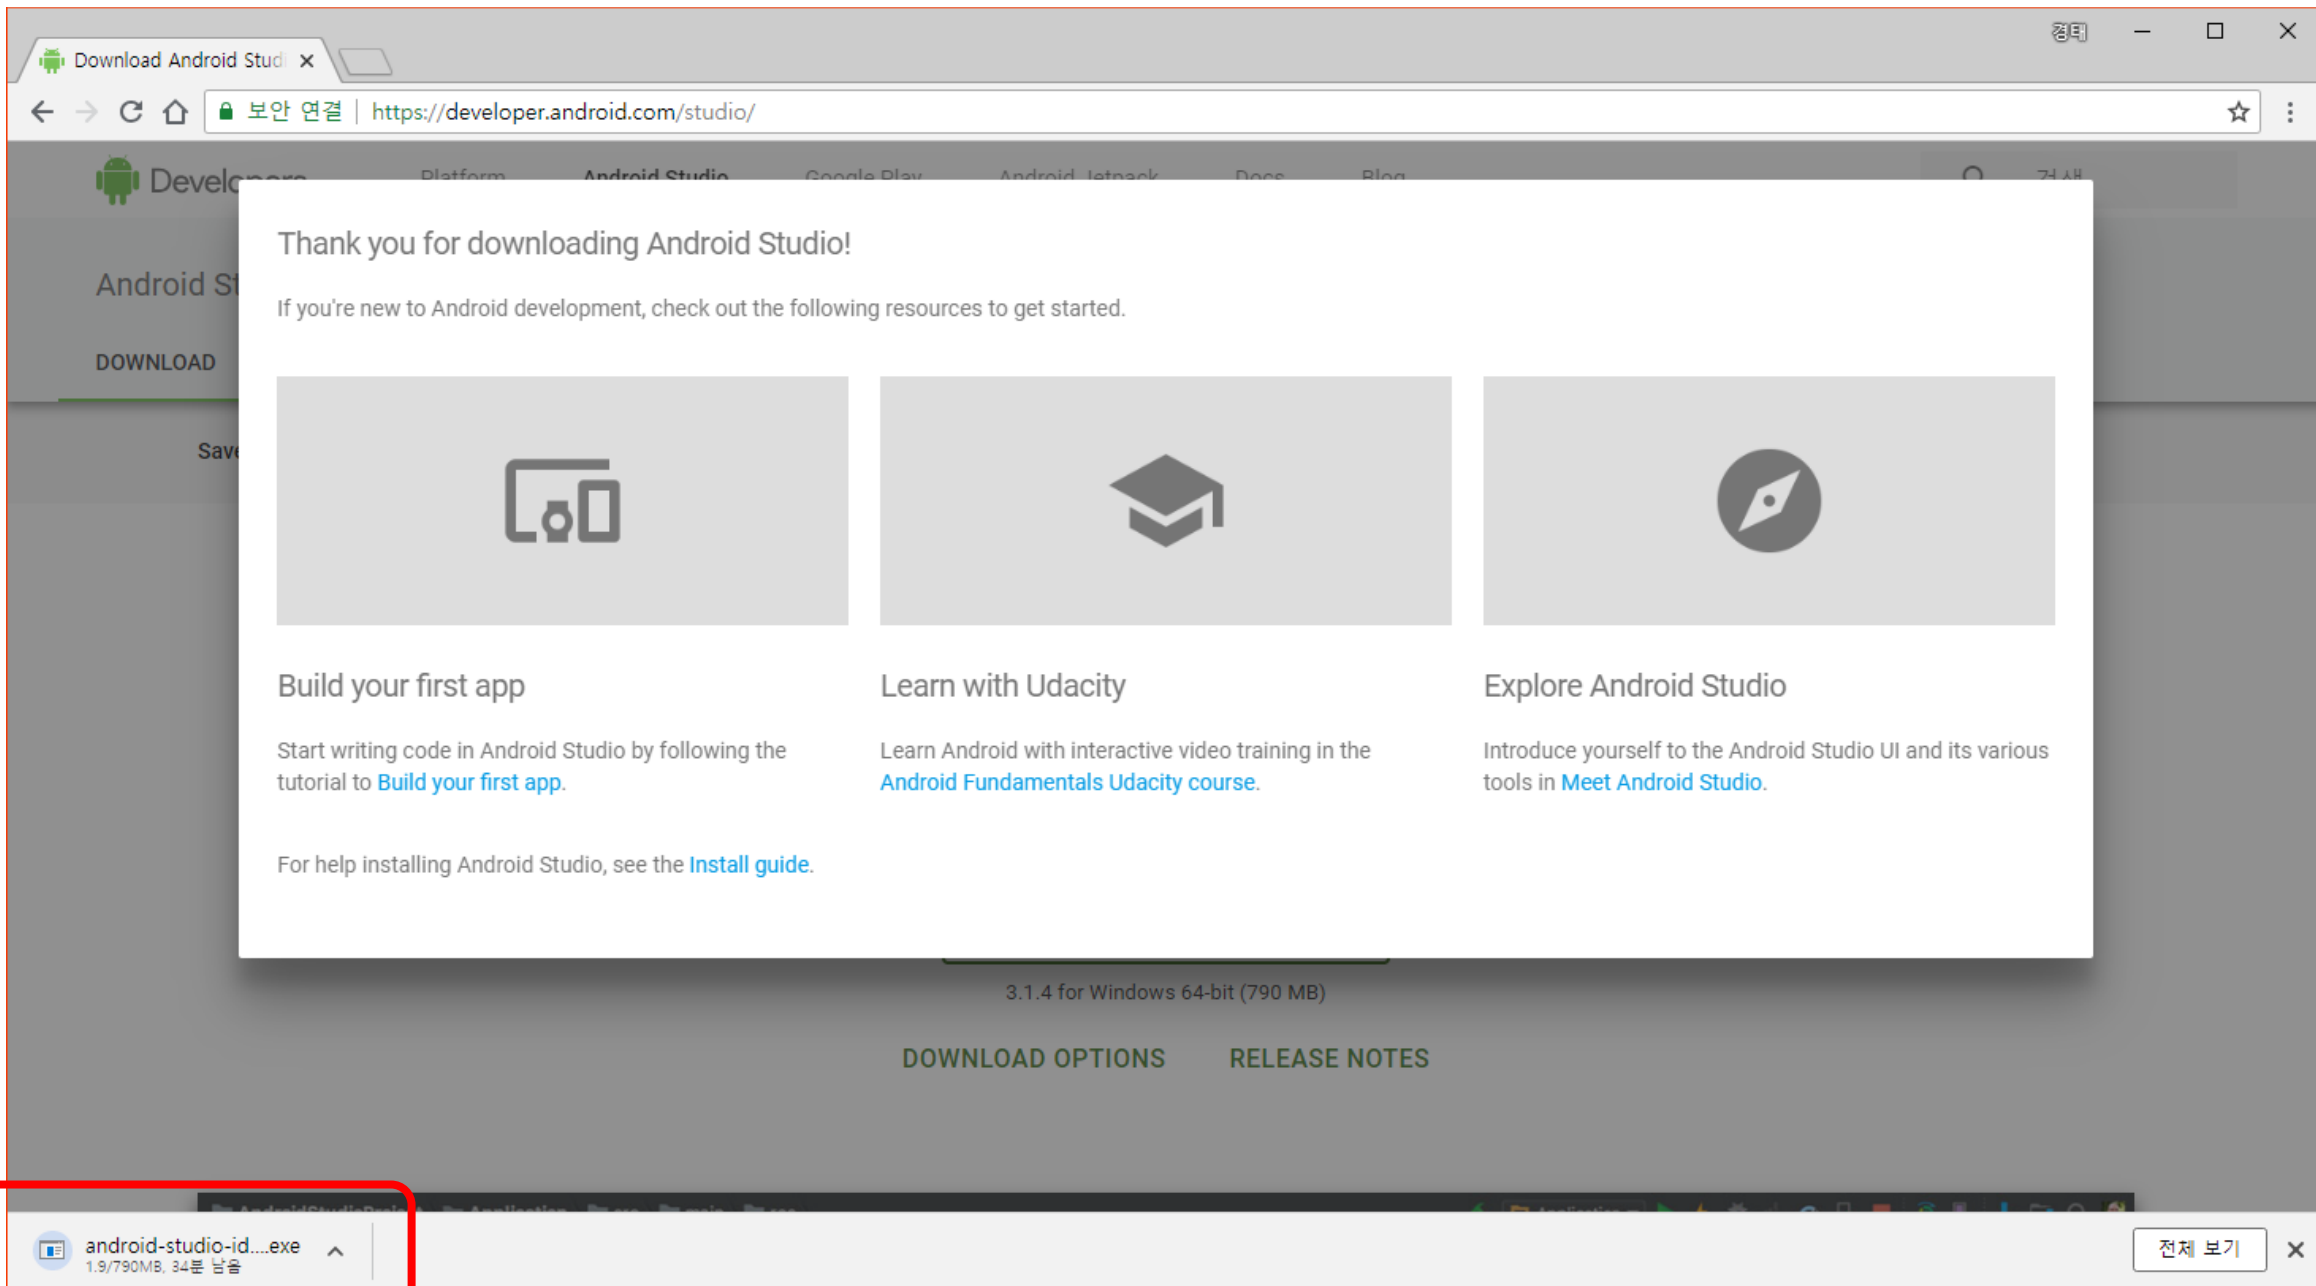 경태
Download Android Studi
보안 연결 | https://developer.android.com/studio/
Developers Platform Android Studio Google Play Android Jetpack Docs Blog 검색
Thank you for downloading Android Studio!
Android St
If you're new to Android development, check out the following resources to get started.
DOWNLOAD
Save
Build your first app
Start writing code in Android Studio by following the
tutorial to Build your first app.
Learn with Udacity
Learn Android with interactive video training in the
Android Fundamentals Udacity course.
Explore Android Studio
Introduce yourself to the Android Studio UI and its various
tools in Meet Android Studio.
For help installing Android Studio, see the Install guide.
3.1.4 for Windows 64-bit (790 MB)
DOWNLOAD OPTIONS RELEASE NOTES
android-studio-id....exe
1.9/790MB, 34분 남음
전체 보기